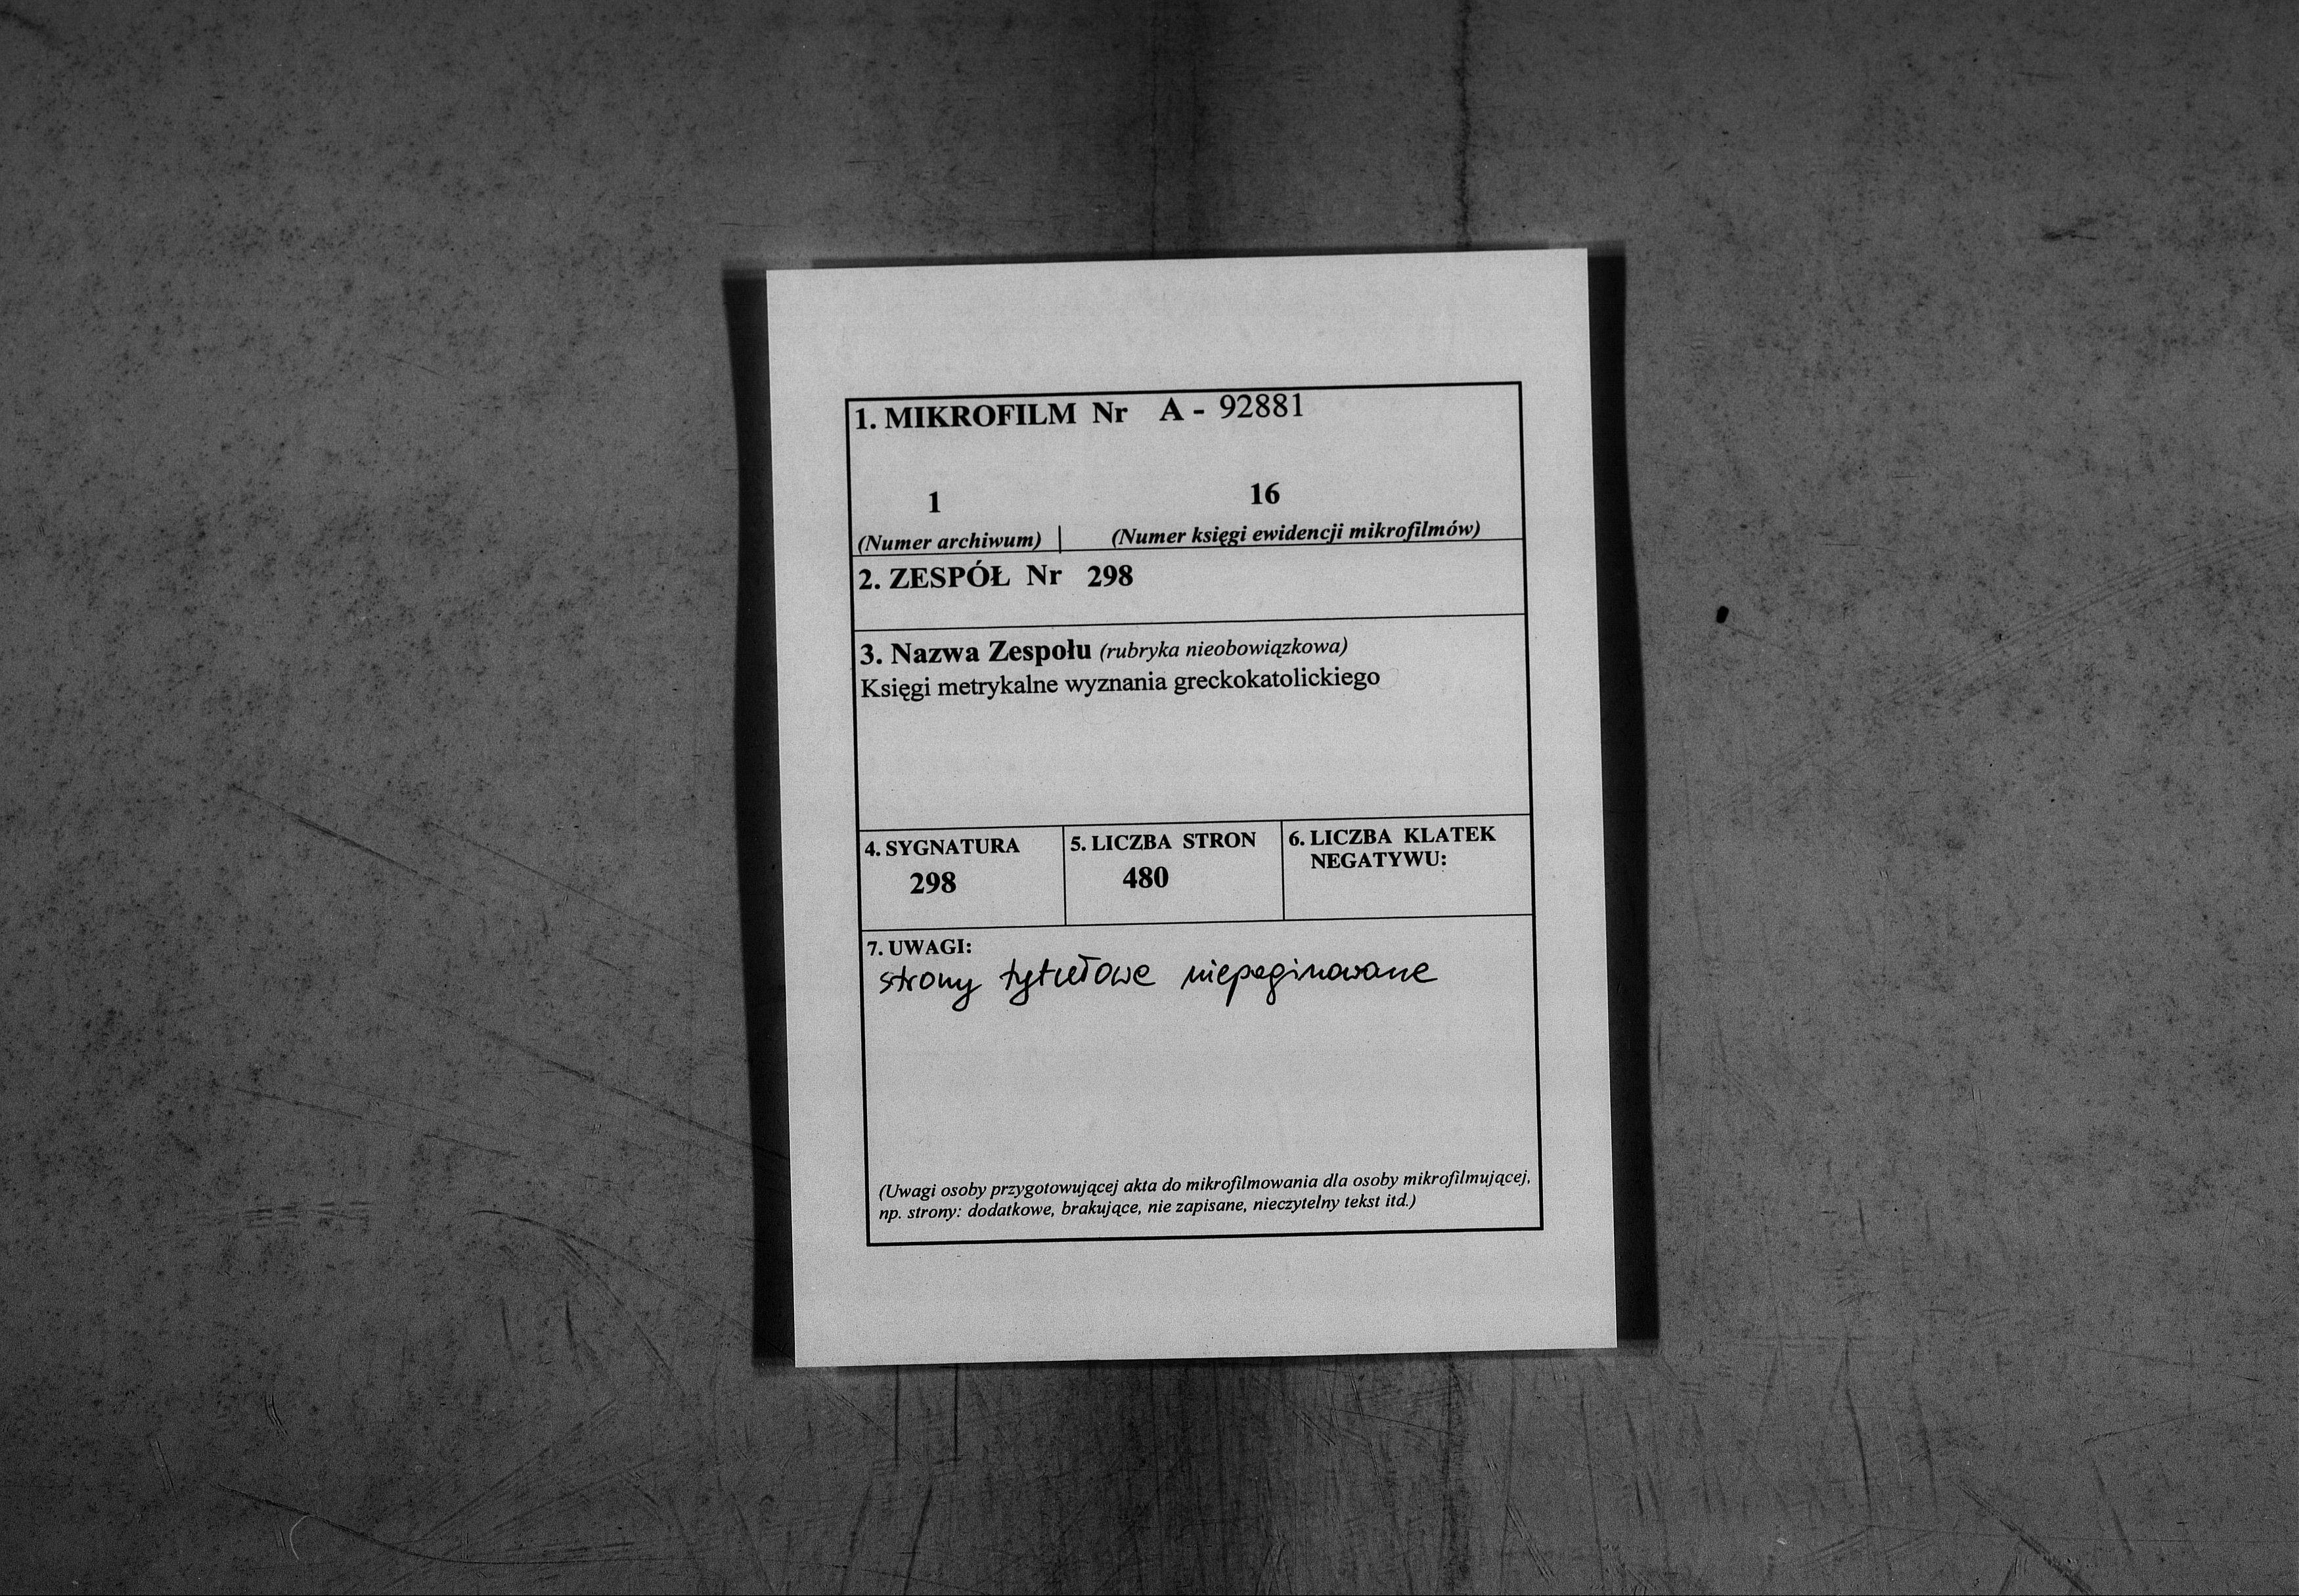 1. MIKROFILM Nr A - 92881
1 16
(Numer archiwum) | (Numer księgi ewidencji mikrofilmów)
2. ZESPÓŁ Nr 298
3. Nazwa Zespołu (rubryka nieobowiązkowa)
Księgi metrykalne wyznania greckokatolickiego
4. SYGNATURA
298
5. LICZBA STRON
480
6. LICZBA KLATEK
NEGATYWU:
7. UWAGI:
strony tytułowe niepaginowane
(Uwagi osoby przygotowującej akta do mikrofilmowania dla osoby mikrofilmującej,
np. strony: dodatkowe, brakujące, nie zapisane, nieczytelny tekst itd.)